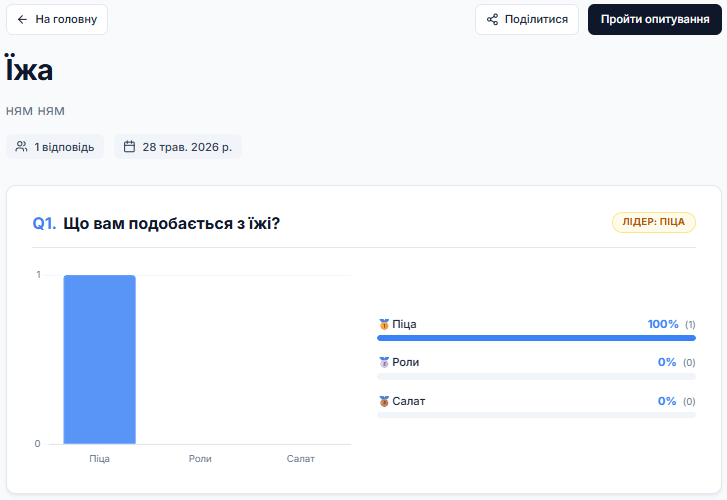 На головну
Поділитися
Пройти опитування
Їжа
ням ням
1 відповідь
28 трав. 2026 р.
Q1. Що вам подобається з їжі?
ЛІДЕР: ПІЦА
1
0
Піца
Роли
Салат
Піца 100% (1)
Роли 0% (0)
Салат 0% (0)